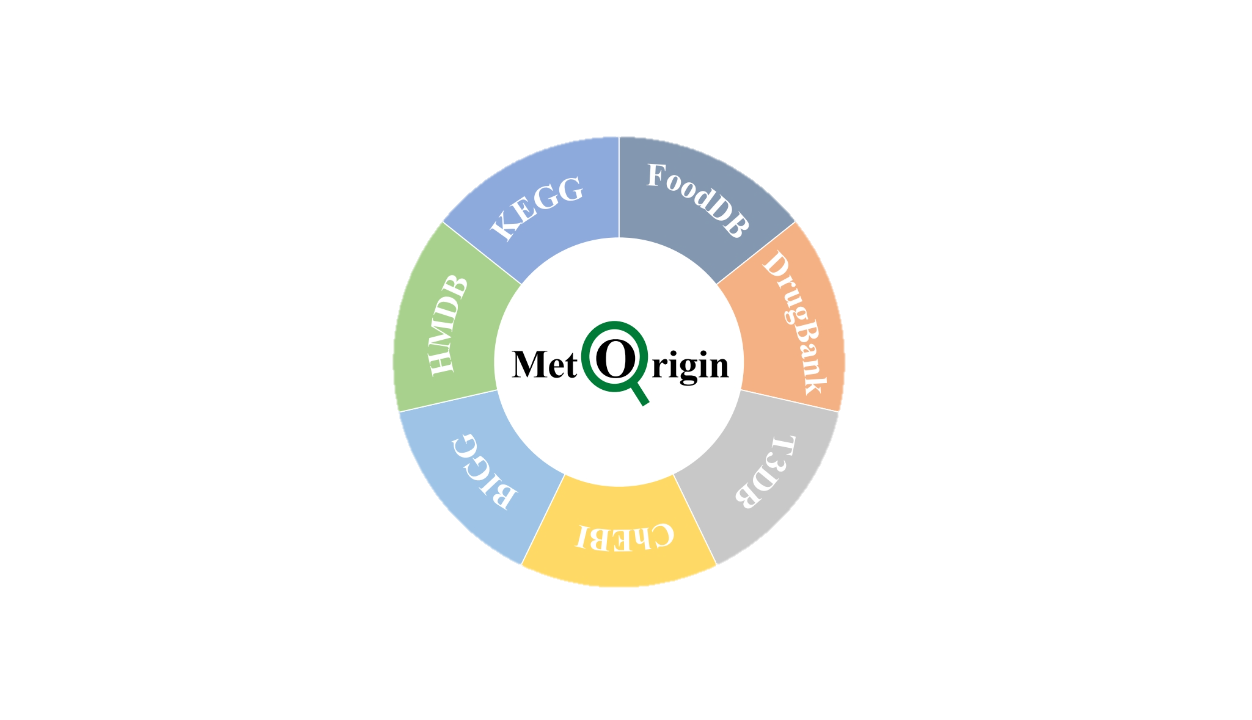 KEGG
FoodDB
DrugBank
T3DB
ChEBI
BIGG
HMDB
MetOrigin